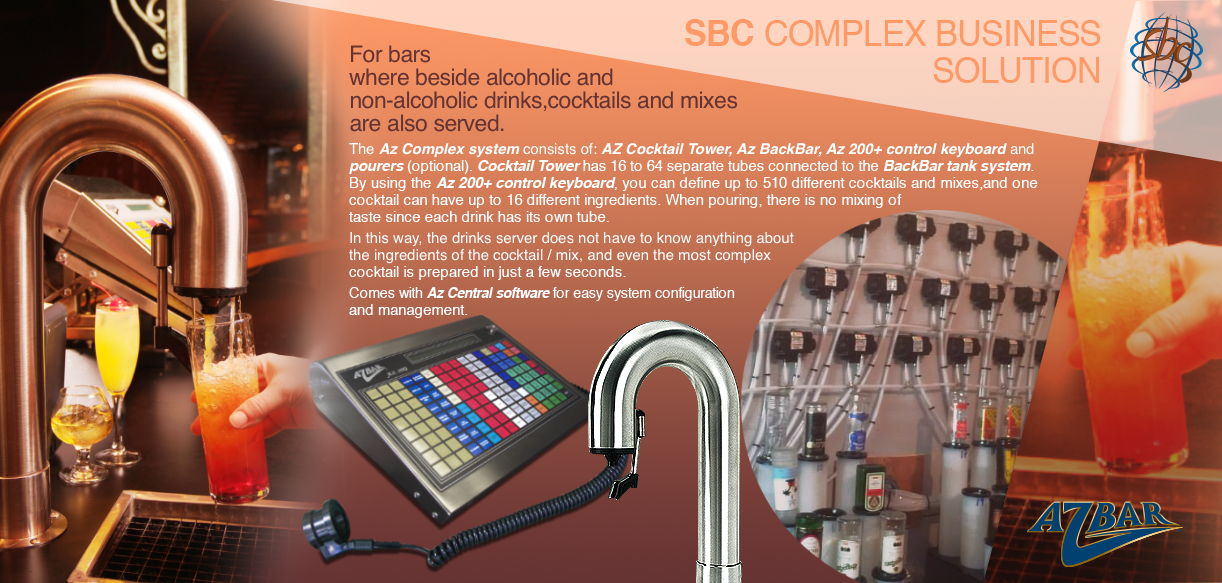 SBC COMPLEX BUSINESS
SOLUTION
sbc
For bars
where beside alcoholic and
non-alcoholic drinks,cocktails and mixes
are also served.
The Az Complex system consists of: AZ Cocktail Tower, Az BackBar, Az 200+ control keyboard and
pourers (optional). Cocktail Tower has 16 to 64 separate tubes connected to the BackBar tank system.
By using the Az 200+ control keyboard, you can define up to 510 different cocktails and mixes,and one
cocktail can have up to 16 different ingredients. When pouring, there is no mixing of
taste since each drink has its own tube.
In this way, the drinks server does not have to know anything about
the ingredients of the cocktail / mix, and even the most complex
cocktail is prepared in just a few seconds.
Comes with Az Central software for easy system configuration
and management.
AZBAR
AZBAR